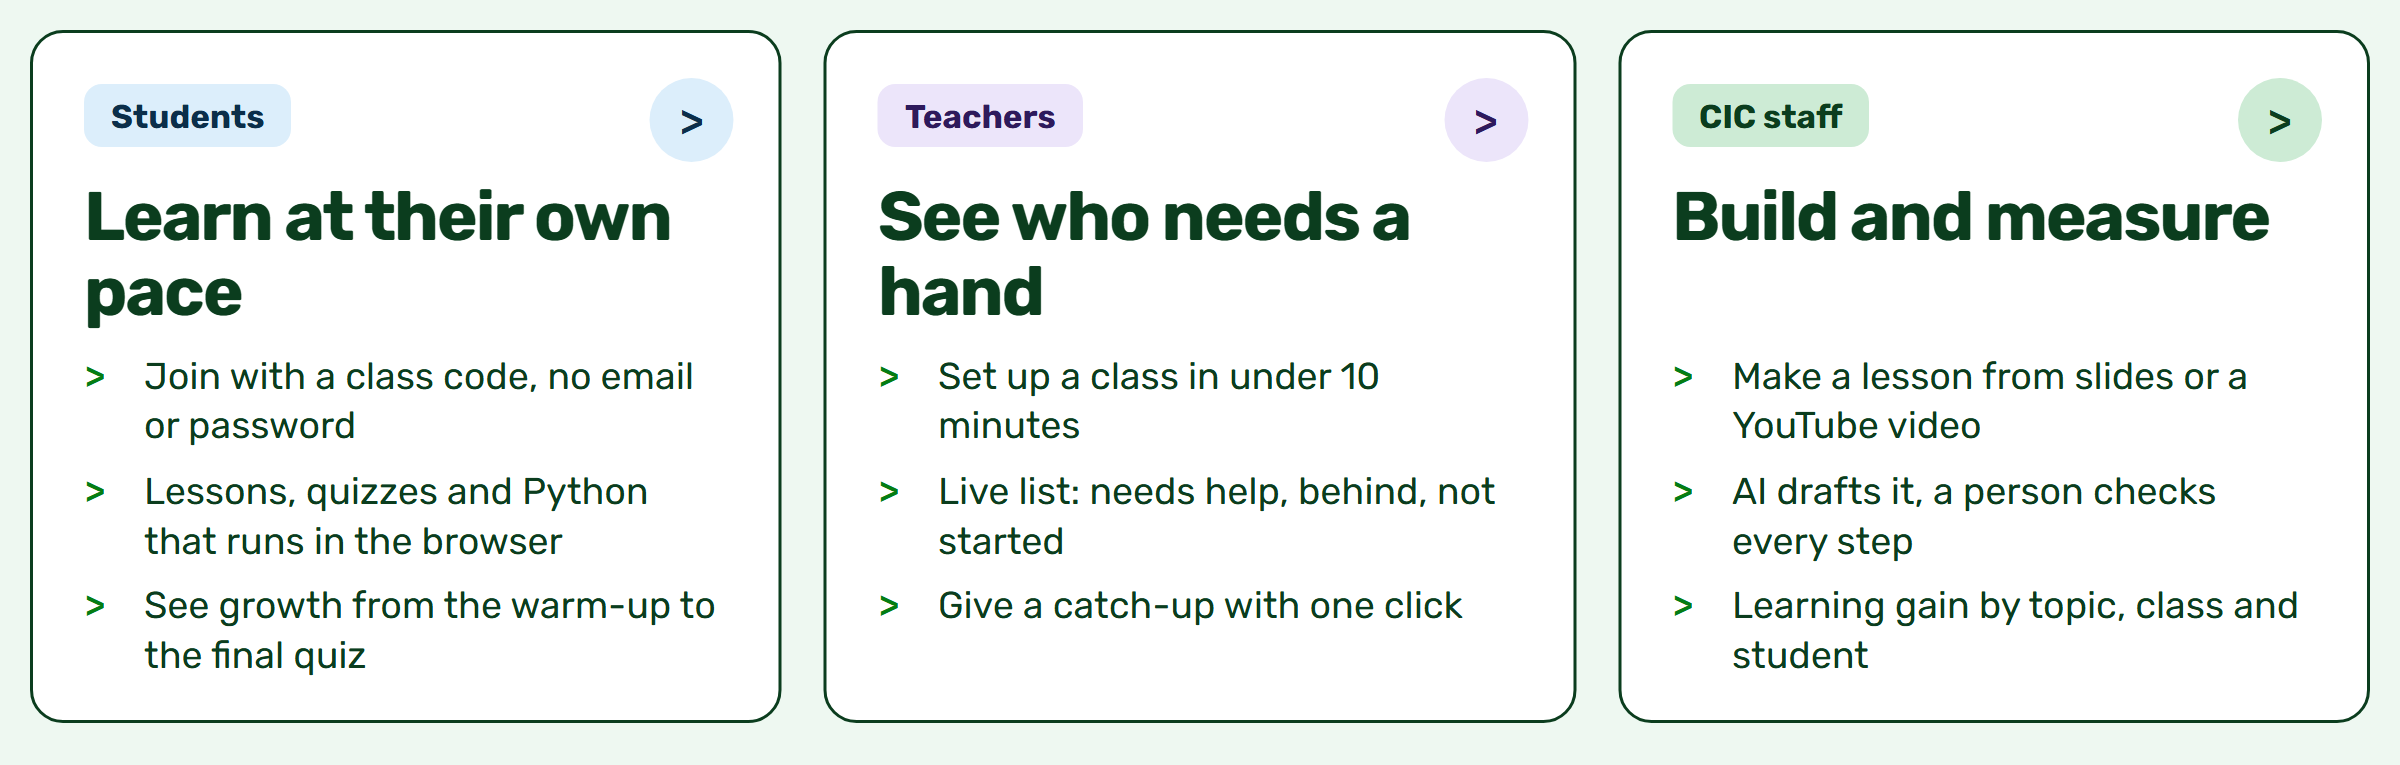 Students
>
Learn at their own
pace
> Join with a class code, no email
or password
> Lessons, quizzes and Python
that runs in the browser
> See growth from the warm-up to
the final quiz
Teachers
>
See who needs a
hand
> Set up a class in under 10
minutes
> Live list: needs help, behind, not
started
> Give a catch-up with one click
CIC staff
>
Build and measure
> Make a lesson from slides or a
YouTube video
> AI drafts it, a person checks
every step
> Learning gain by topic, class and
student